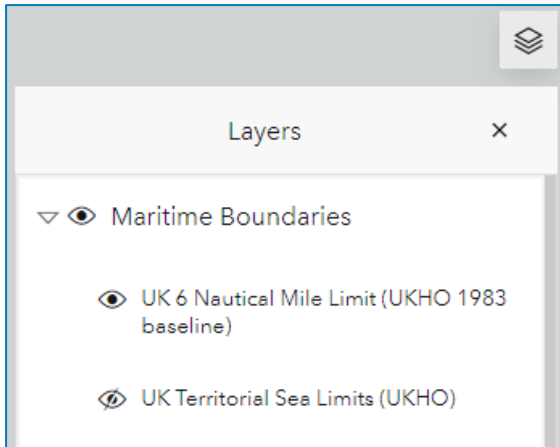 Layers
Maritime Boundaries
UK 6 Nautical Mile Limit (UKHO 1983
baseline)
UK Territorial Sea Limits (UKHO)